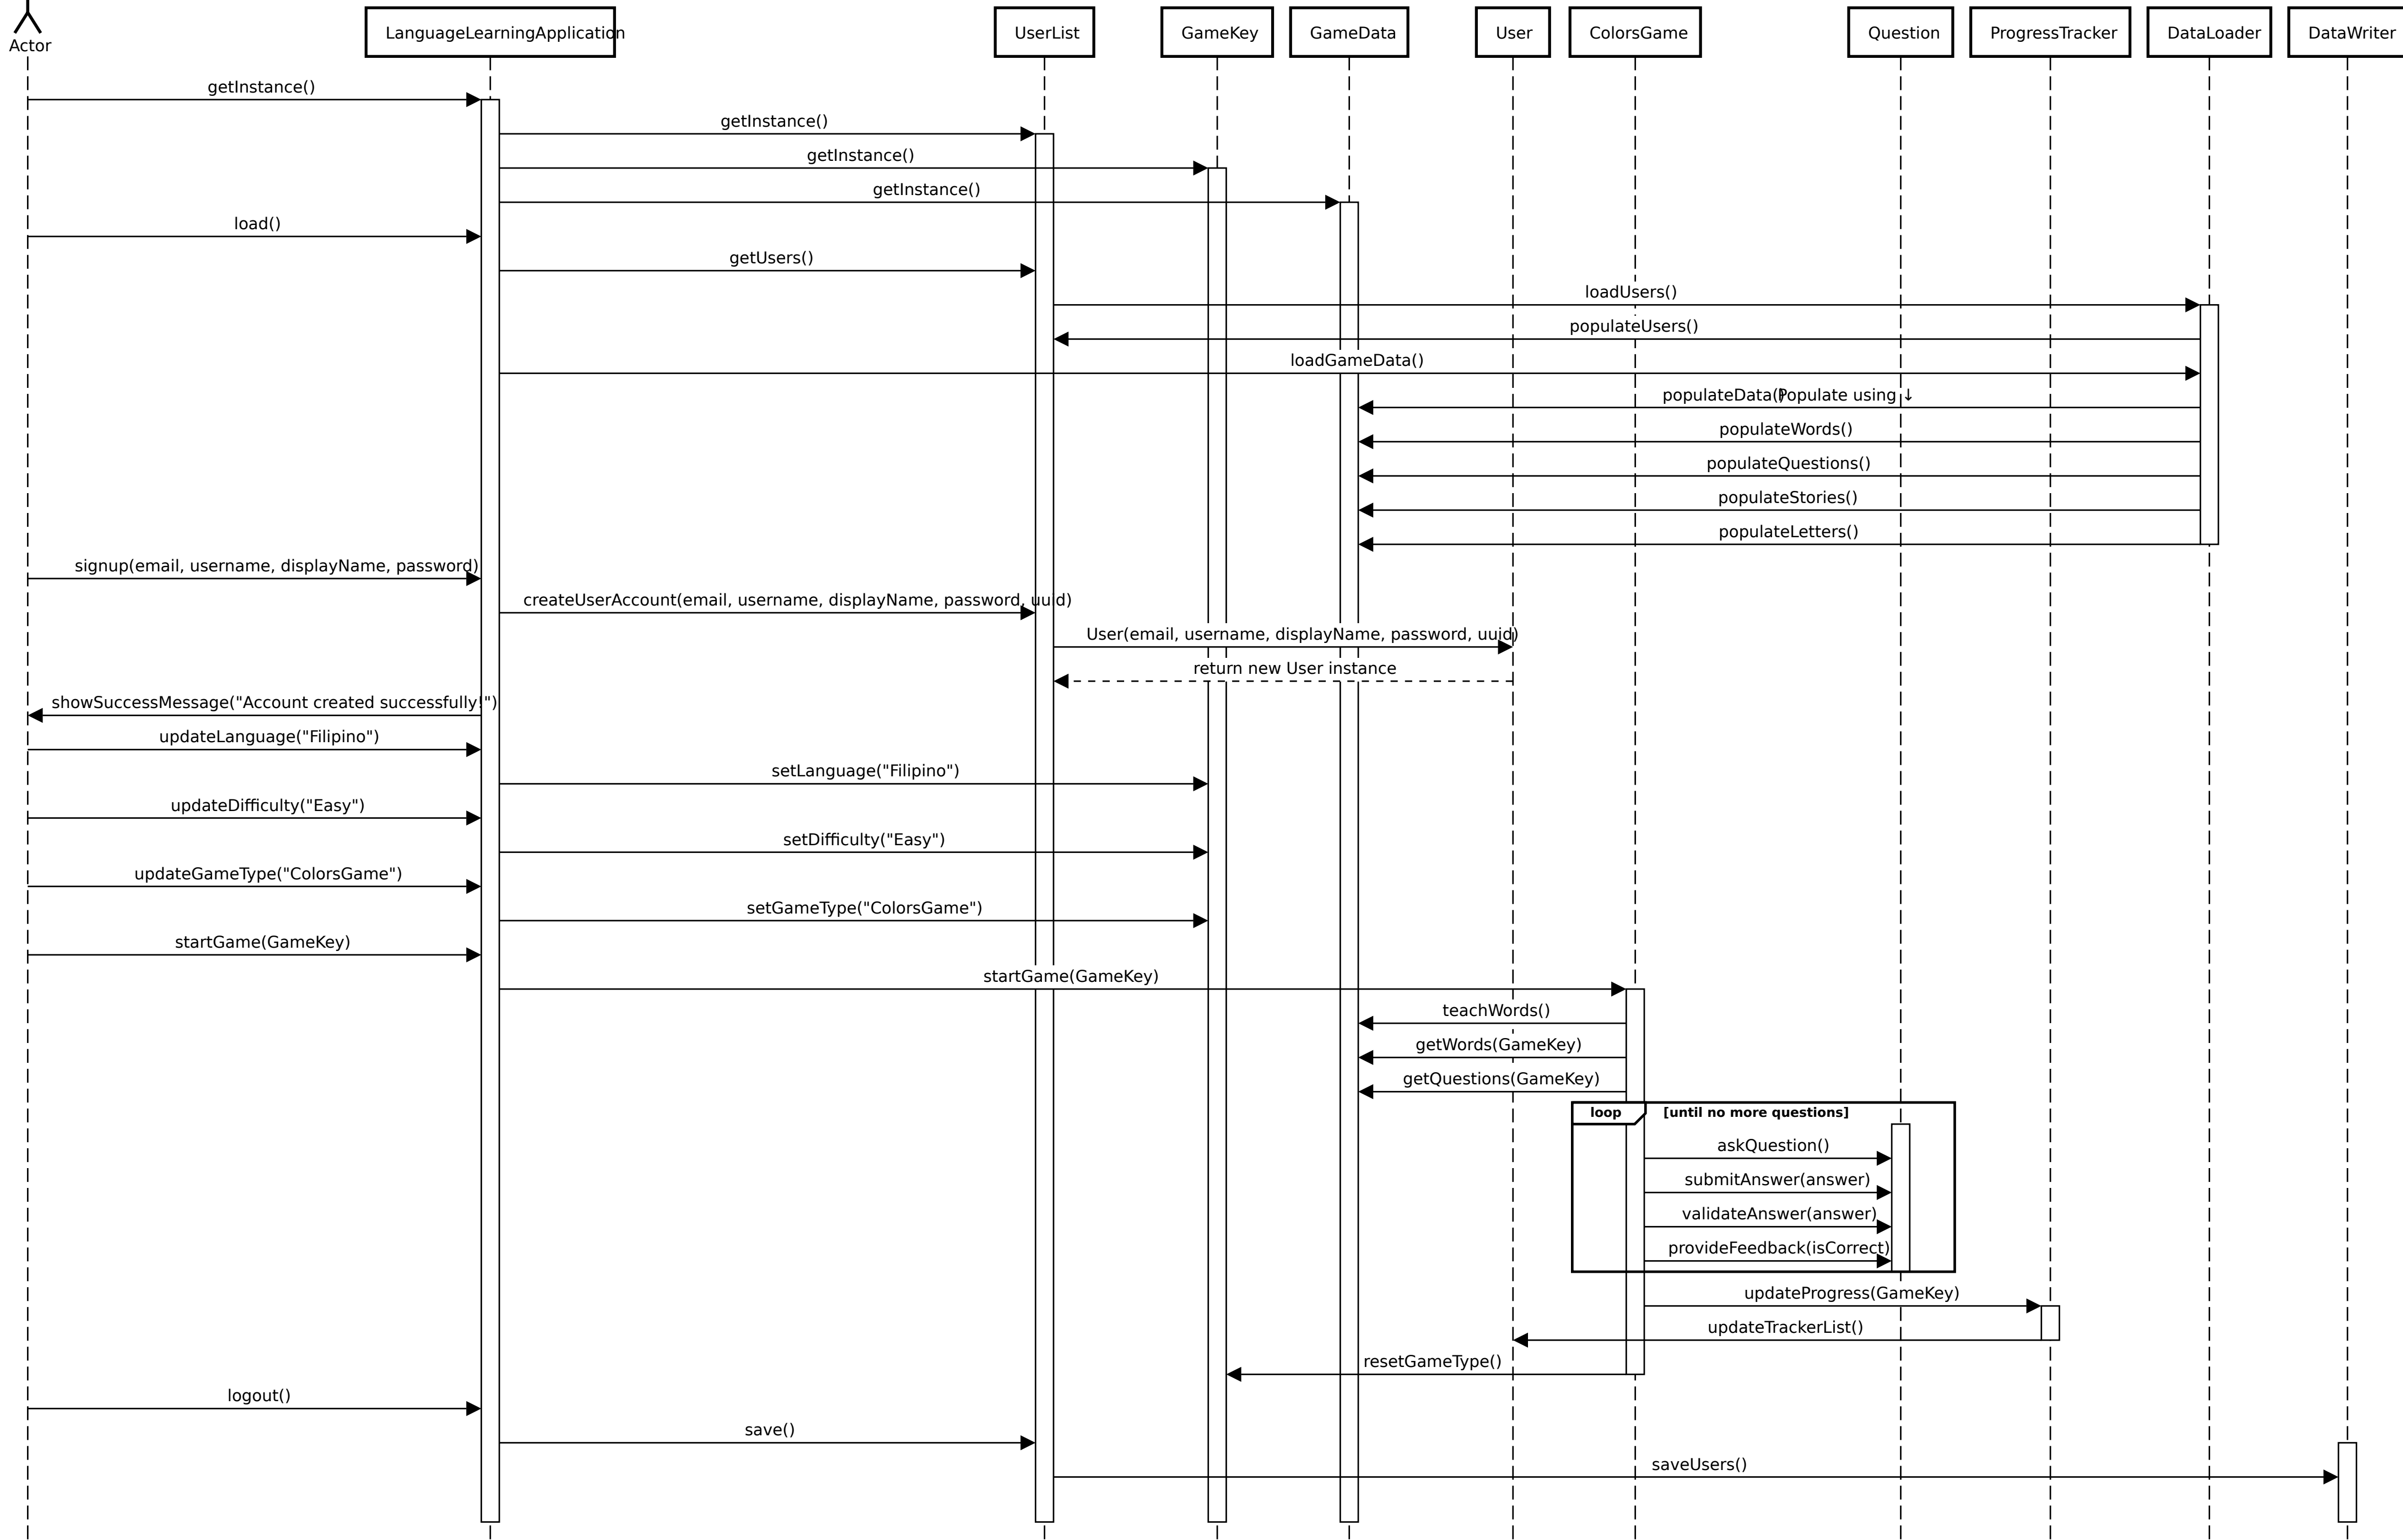 Actor
LanguageLearningApplication
UserList
GameKey
GameData
User
ColorsGame
Question
ProgressTracker
DataLoader
DataWriter
getInstance()
getInstance()
getInstance()
getInstance()
load()
getUsers()
loadUsers()
populateUsers()
loadGameData()
populateData()
Populate using ↓
populateWords()
populateQuestions()
populateStories()
populateLetters()
signup(email, username, displayName, password)
createUserAccount(email, username, displayName, password, uuid)
User(email, username, displayName, password, uuid)
return new User instance
showSuccessMessage("Account created successfully!")
updateLanguage("Filipino")
setLanguage("Filipino")
updateDifficulty("Easy")
setDifficulty("Easy")
updateGameType("ColorsGame")
setGameType("ColorsGame")
startGame(GameKey)
startGame(GameKey)
teachWords()
getWords(GameKey)
getQuestions(GameKey)
loop [until no more questions]
askQuestion()
submitAnswer(answer)
validateAnswer(answer)
provideFeedback(isCorrect)
updateProgress(GameKey)
updateTrackerList()
resetGameType()
logout()
save()
saveUsers()